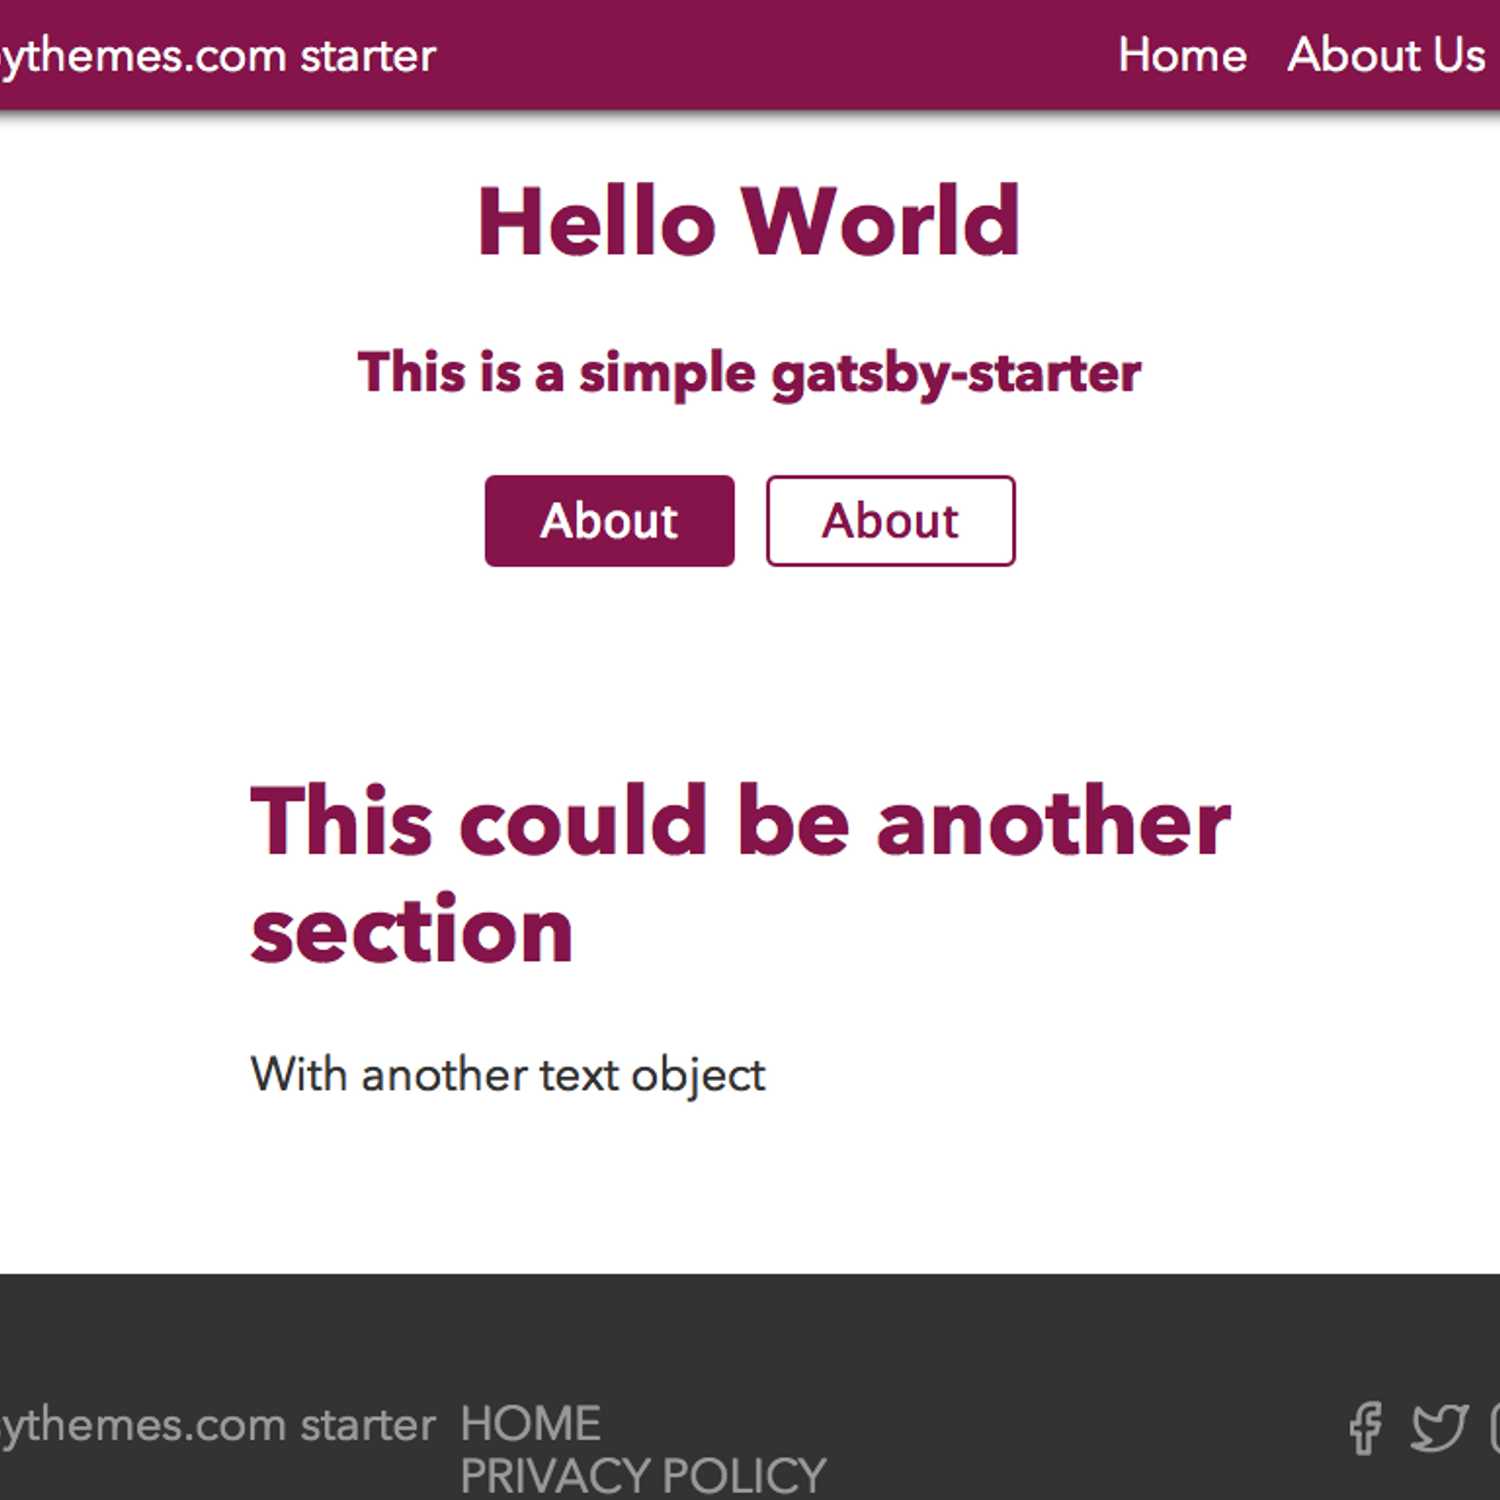 ythemes.com starter Home About Us
Hello World
This is a simple gatsby-starter
About About
This could be another
section
With another text object
ythemes.com starter HOME
PRIVACY POLICY